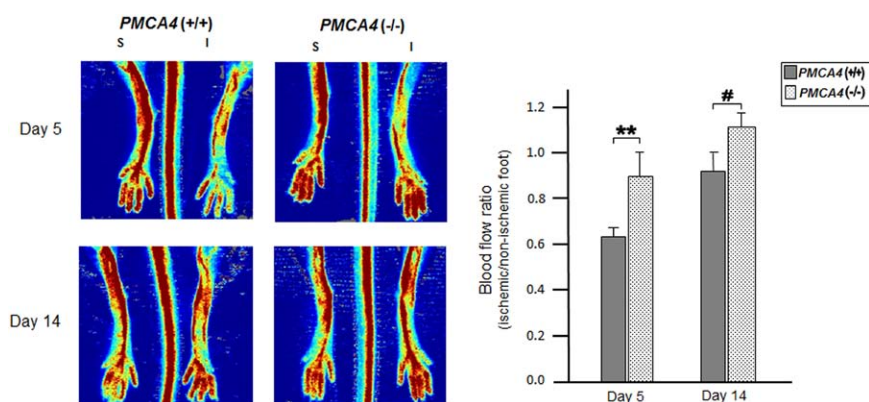 PMCA4 (+/+) PMCA4 (-/-)
S I S I
Day 5
Day 14
PMCA4 (+/+)
PMCA4 (-/-)
Blood flow ratio
(ischemic/non-ischemic foot)
1.2
1.0
0.8
0.6
0.4
0.2
0.0
**
#
Day 5 Day 14